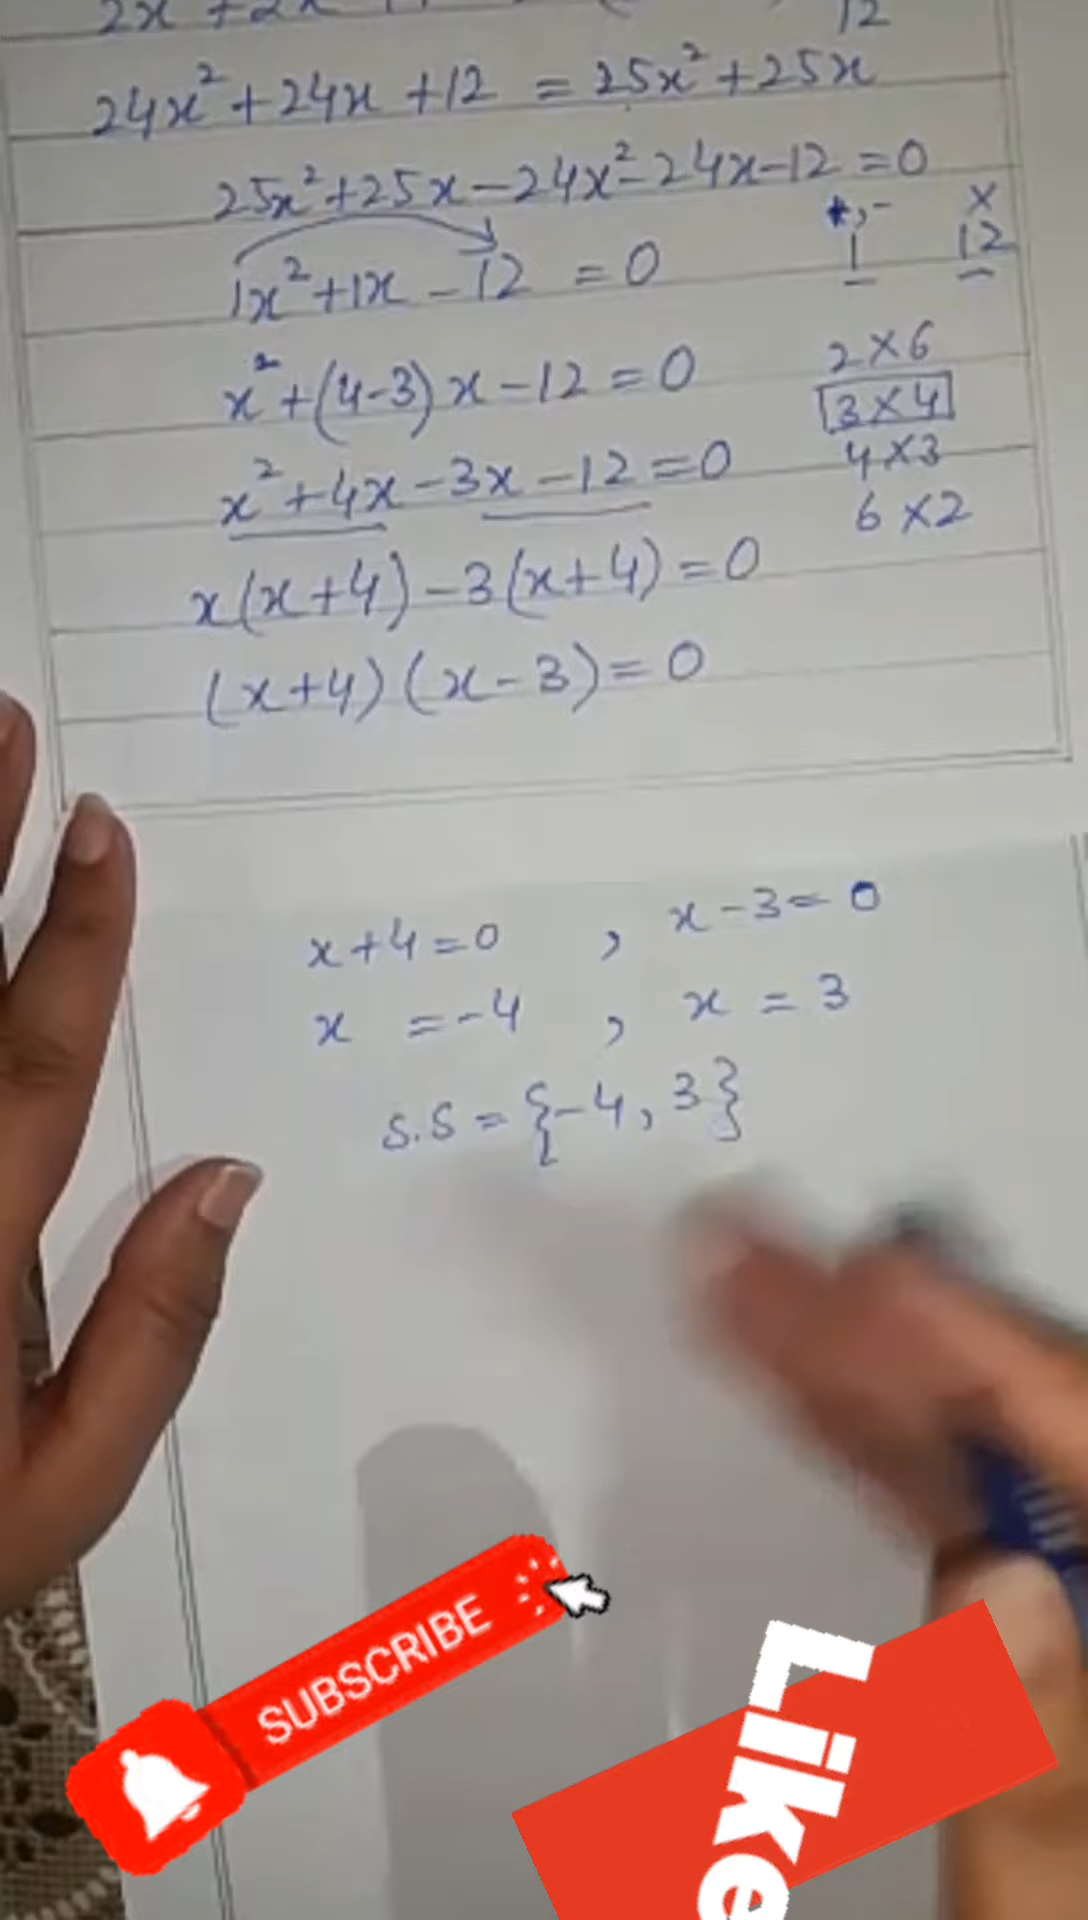 12
24x² + 24x + 12 = 25x² + 25x
25x² + 25x - 24x² - 24x - 12 = 0
1x² + 1x - 12 = 0
+, - ×
1 12
x² + (4-3)x - 12 = 0
2 × 6
3 × 4
x² + 4x - 3x - 12 = 0
4 × 3
6 × 2
x(x+4) - 3(x+4) = 0
(x+4)(x-3) = 0
x + 4 = 0 , x - 3 = 0
x = -4 , x = 3
S.S = {-4, 3}
SUBSCRIBE
Like